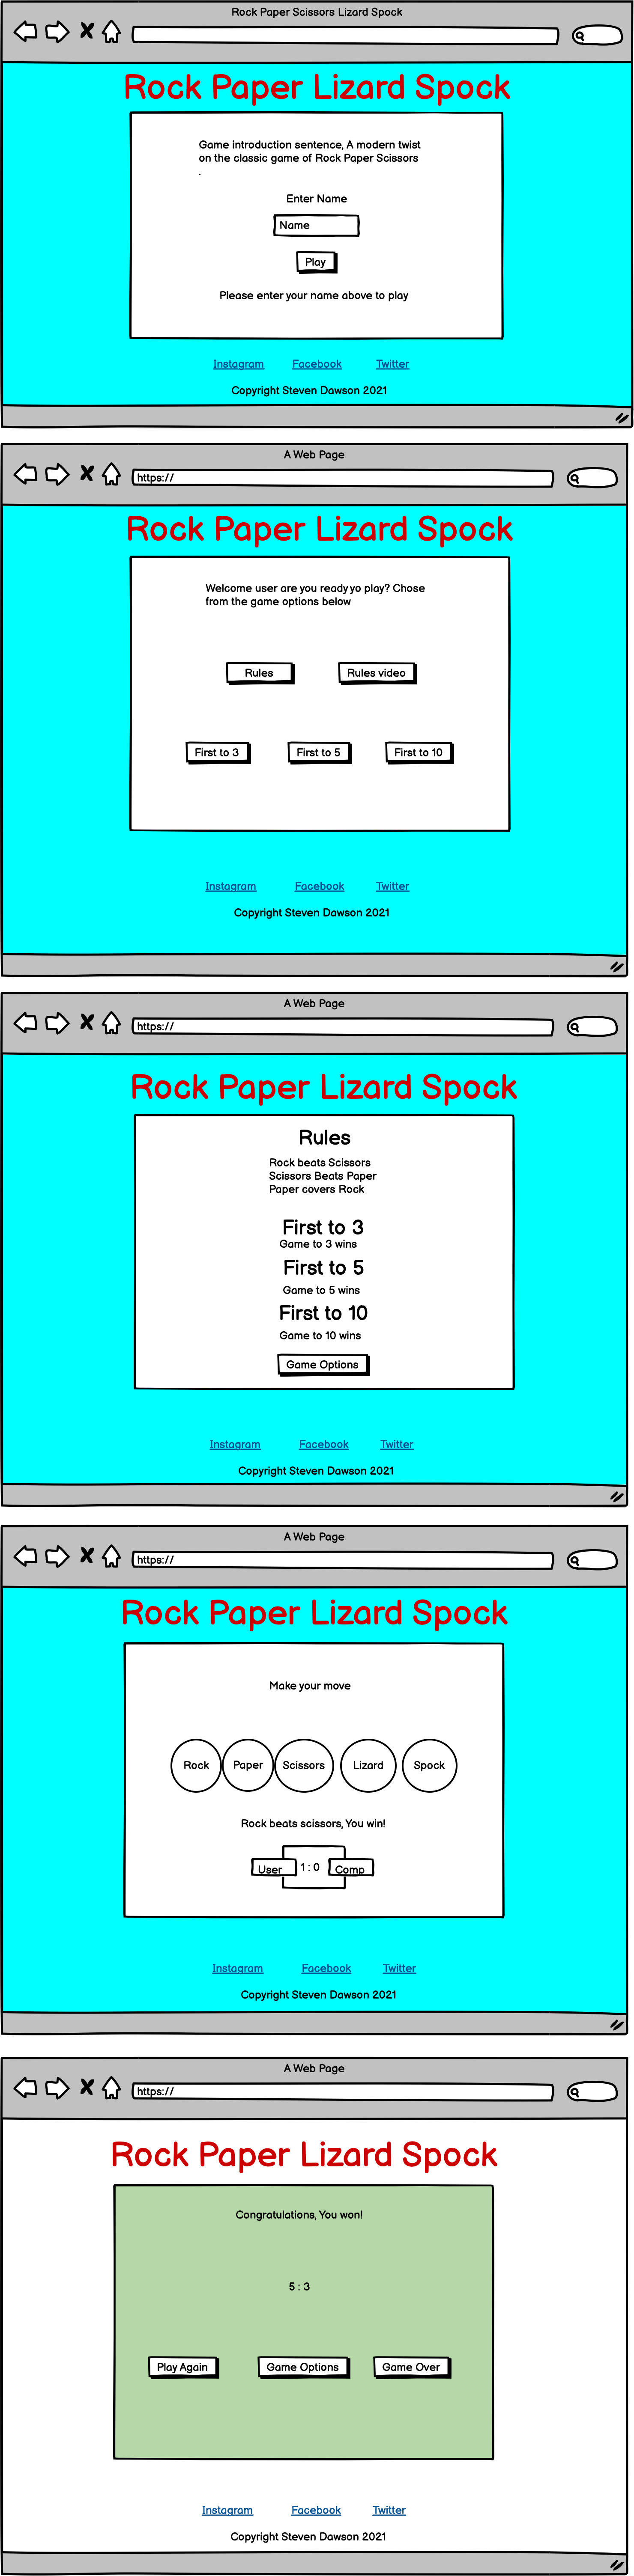 Rock Paper Scissors Lizard Spock
Rock Paper Lizard Spock
Game introduction sentence, A modern twist
on the classic game of Rock Paper Scissors
.
Enter Name
Name
Play
Please enter your name above to play
Instagram Facebook Twitter
Copyright Steven Dawson 2021
A Web Page
https://
Rock Paper Lizard Spock
Welcome user are you ready yo play? Chose
from the game options below
Rules Rules video
First to 3 First to 5 First to 10
Instagram Facebook Twitter
Copyright Steven Dawson 2021
A Web Page
https://
Rock Paper Lizard Spock
Rules
Rock beats Scissors
Scissors Beats Paper
Paper covers Rock
First to 3
Game to 3 wins
First to 5
Game to 5 wins
First to 10
Game to 10 wins
Game Options
Instagram Facebook Twitter
Copyright Steven Dawson 2021
A Web Page
https://
Rock Paper Lizard Spock
Make your move
Rock Paper Scissors Lizard Spock
Rock beats scissors, You win!
User 1 : 0 Comp
Instagram Facebook Twitter
Copyright Steven Dawson 2021
A Web Page
https://
Rock Paper Lizard Spock
Congratulations, You won!
5 : 3
Play Again Game Options Game Over
Instagram Facebook Twitter
Copyright Steven Dawson 2021